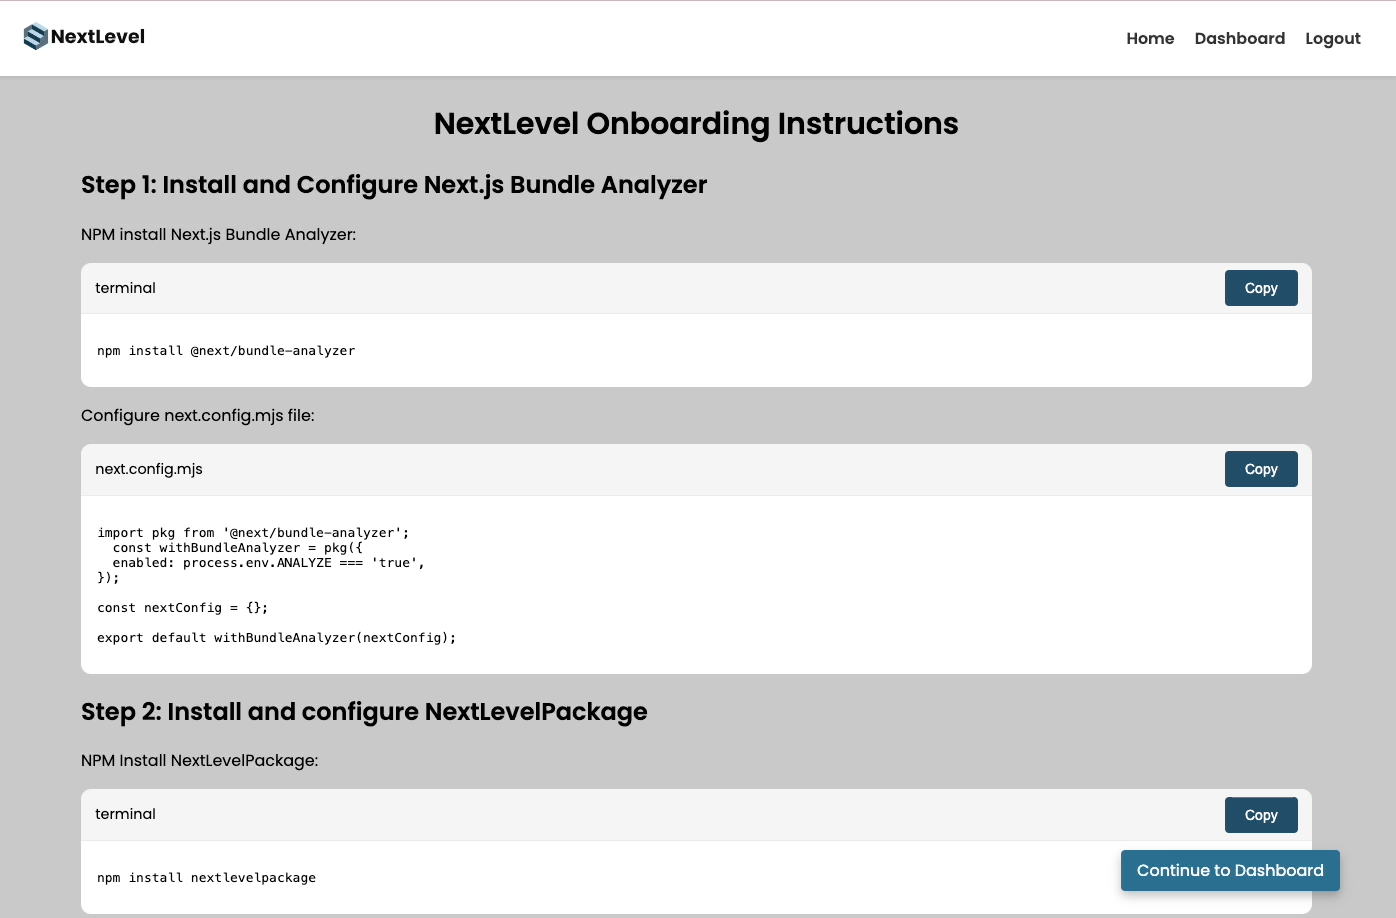 NextLevel
Home Dashboard Logout
NextLevel Onboarding Instructions
Step 1: Install and Configure Next.js Bundle Analyzer
NPM install Next.js Bundle Analyzer:
terminal Copy
npm install @next/bundle-analyzer
Configure next.config.mjs file:
next.config.mjs Copy
import pkg from '@next/bundle-analyzer';
  const withBundleAnalyzer = pkg({
  enabled: process.env.ANALYZE === 'true',
});
const nextConfig = {};
export default withBundleAnalyzer(nextConfig);
Step 2: Install and configure NextLevelPackage
NPM Install NextLevelPackage:
terminal Copy
npm install nextlevelpackage
Continue to Dashboard